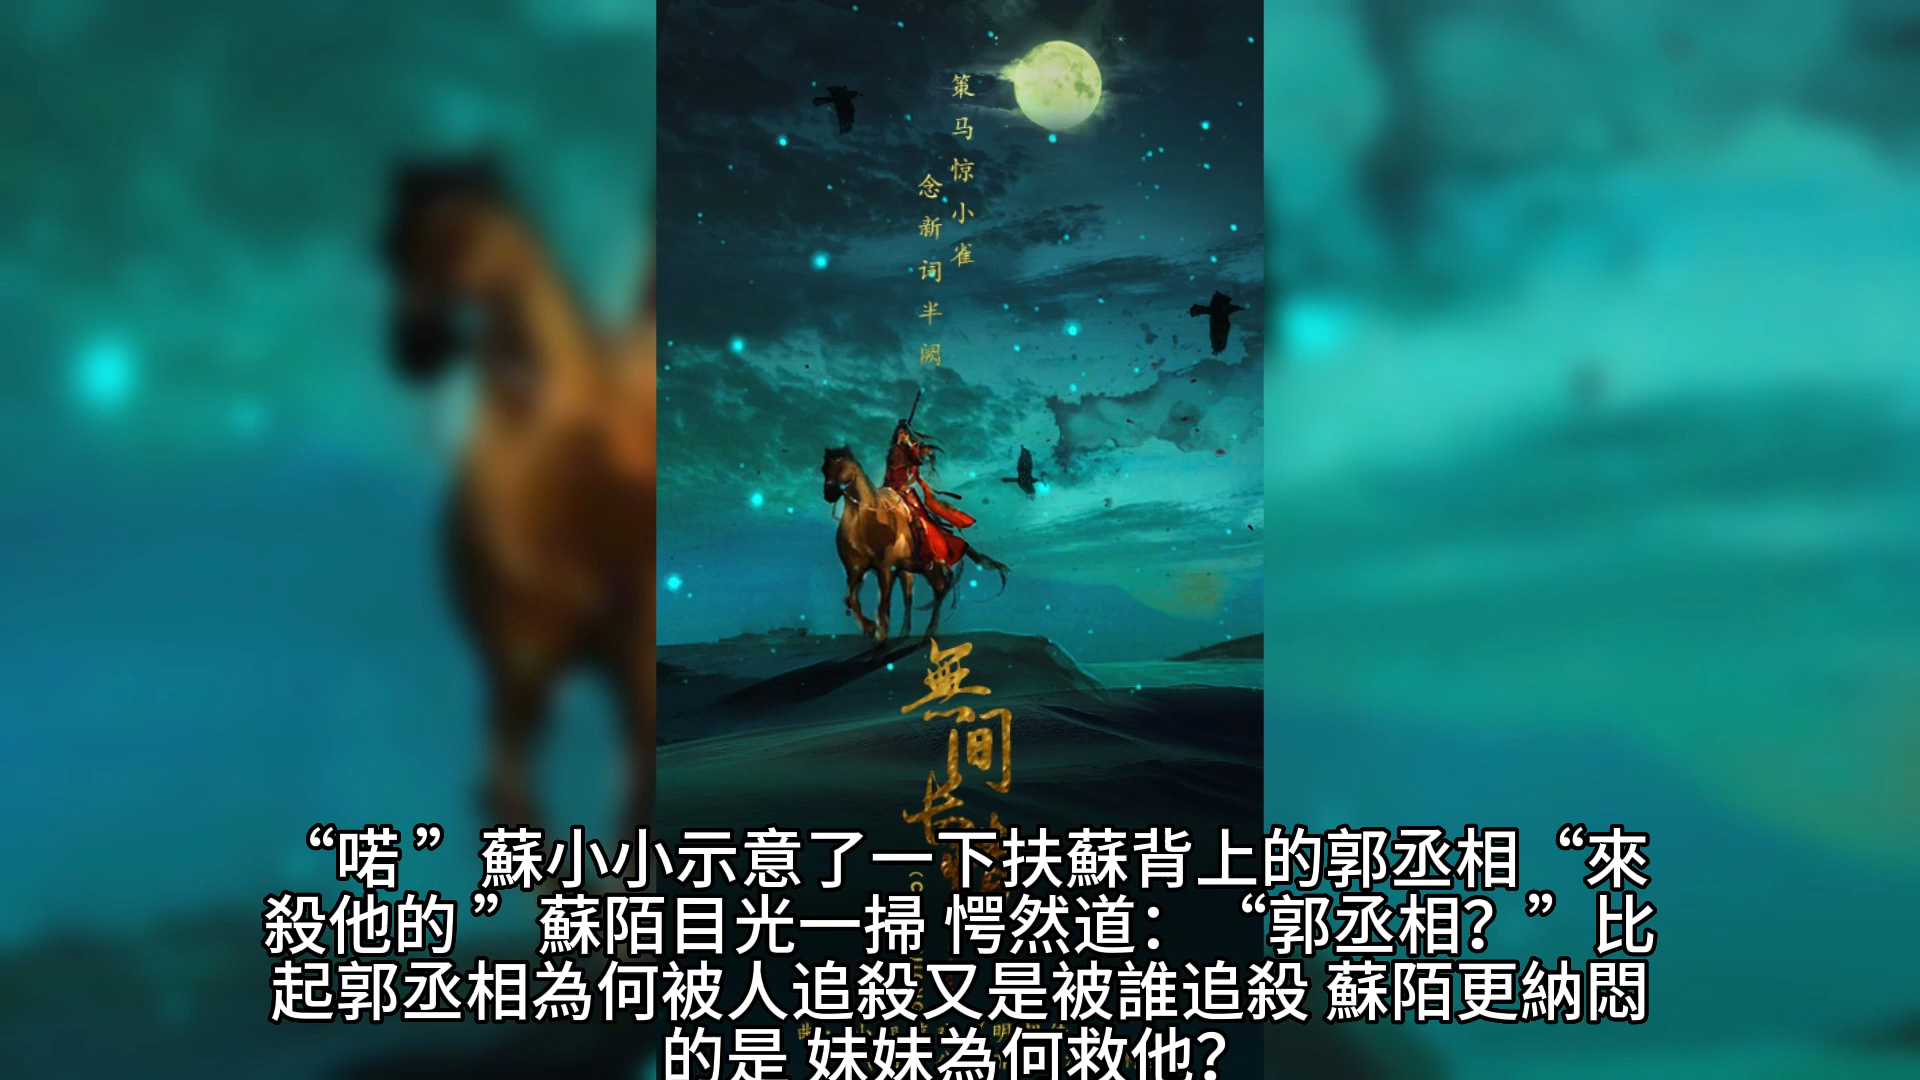 策马惊小雀
念新词半阙
無间长
“喏 ”蘇小小示意了一下扶蘇背上的郭丞相“來
殺他的 ”蘇陌目光一掃 愕然道：“郭丞相？”比
起郭丞相為何被人追殺又是被誰追殺 蘇陌更納悶
的是 妹妹為何救他？